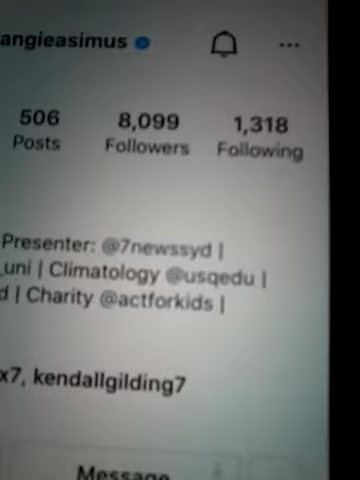 angieasimus
506 8,099 1,318
Posts Followers Following
Presenter: @7newssyd |
_uni | Climatology @usqedu |
d | Charity @actforkids |
x7, kendallgilding7
Message